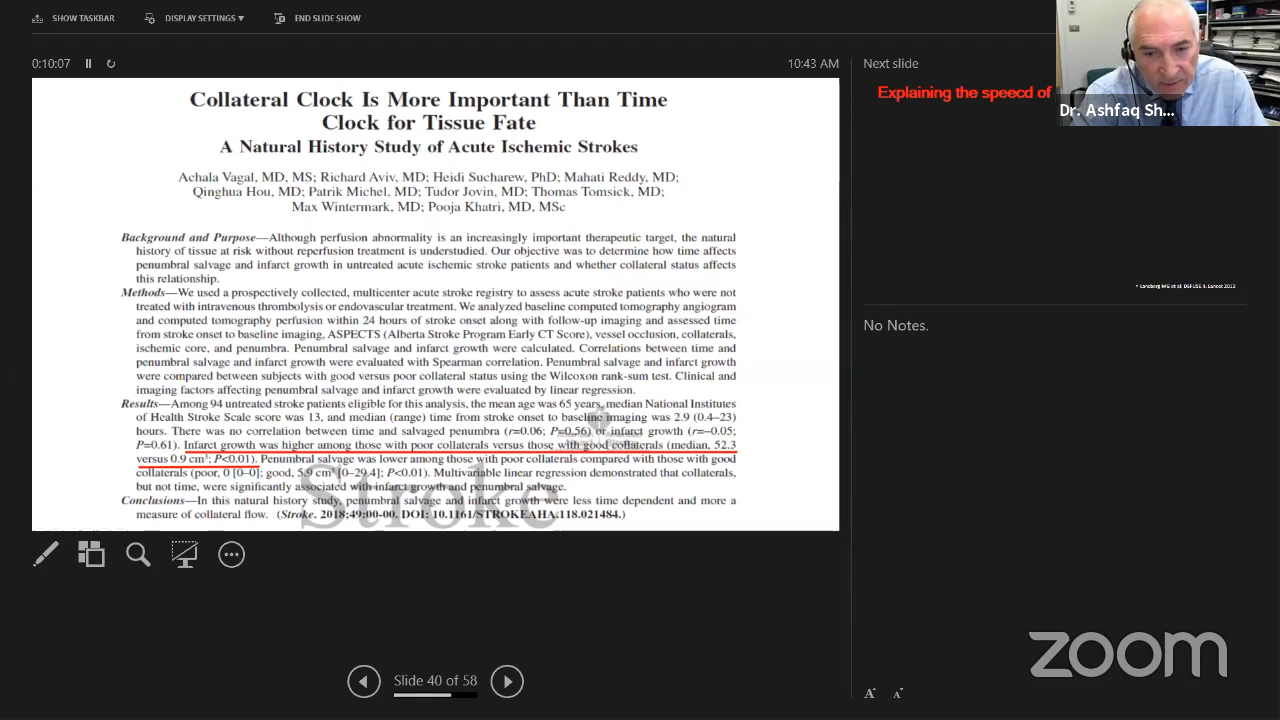 SHOW TASKBAR
DISPLAY SETTINGS ▼
END SLIDE SHOW
0:10:07
10:43 AM
Collateral Clock Is More Important Than Time
Clock for Tissue Fate
A Natural History Study of Acute Ischemic Strokes
Achala Vagal, MD, MS; Richard Aviv, MD; Heidi Sucharew, PhD; Mahati Reddy, MD;
Qinghua Hou, MD; Patrik Michel, MD; Tudor Jovin, MD; Thomas Tomsick, MD;
Max Wintermark, MD; Pooja Khatri, MD, MSc
Background and Purpose—Although perfusion abnormality is an increasingly important therapeutic target, the natural
history of tissue at risk without reperfusion treatment is understudied. Our objective was to determine how time affects
penumbral salvage and infarct growth in untreated acute ischemic stroke patients and whether collateral status affects
this relationship.
Methods—We used a prospectively collected, multicenter acute stroke registry to assess acute stroke patients who were not
treated with intravenous thrombolysis or endovascular treatment. We analyzed baseline computed tomography angiogram
and computed tomography perfusion within 24 hours of stroke onset along with follow-up imaging and assessed time
from stroke onset to baseline imaging, ASPECTS (Alberta Stroke Program Early CT Score), vessel occlusion, collaterals,
ischemic core, and penumbra. Penumbral salvage and infarct growth were calculated. Correlations between time and
penumbral salvage and infarct growth were evaluated with Spearman correlation. Penumbral salvage and infarct growth
were compared between subjects with good versus poor collateral status using the Wilcoxon rank-sum test. Clinical and
imaging factors affecting penumbral salvage and infarct growth were evaluated by linear regression.
Results—Among 94 untreated stroke patients eligible for this analysis, the mean age was 65 years, median National Institutes
of Health Stroke Scale score was 13, and median (range) time from stroke onset to baseline imaging was 2.9 (0.4–23)
hours. There was no correlation between time and salvaged penumbra (r=0.06; P=0.56) or infarct growth (r=−0.05;
P=0.61). Infarct growth was higher among those with poor collaterals versus those with good collaterals (median, 52.3
versus 0.9 cm³; P<0.01). Penumbral salvage was lower among those with poor collaterals compared with those with good
collaterals (poor, 0 [0–0]; good, 5.9 cm³ [0–29.4]; P<0.01). Multivariable linear regression demonstrated that collaterals,
but not time, were significantly associated with infarct growth and penumbral salvage.
Conclusions—In this natural history study, penumbral salvage and infarct growth were less time dependent and more a
measure of collateral flow. (Stroke. 2018;49:00-00. DOI: 10.1161/STROKEAHA.118.021484.)
Stroke
Slide 40 of 58
Next slide
Explaining the speecd of
Dr. Ashfaq Sh...
* Lansberg MG et al, DEFUSE II. Lancet 2012
No Notes.
zoom
A
A